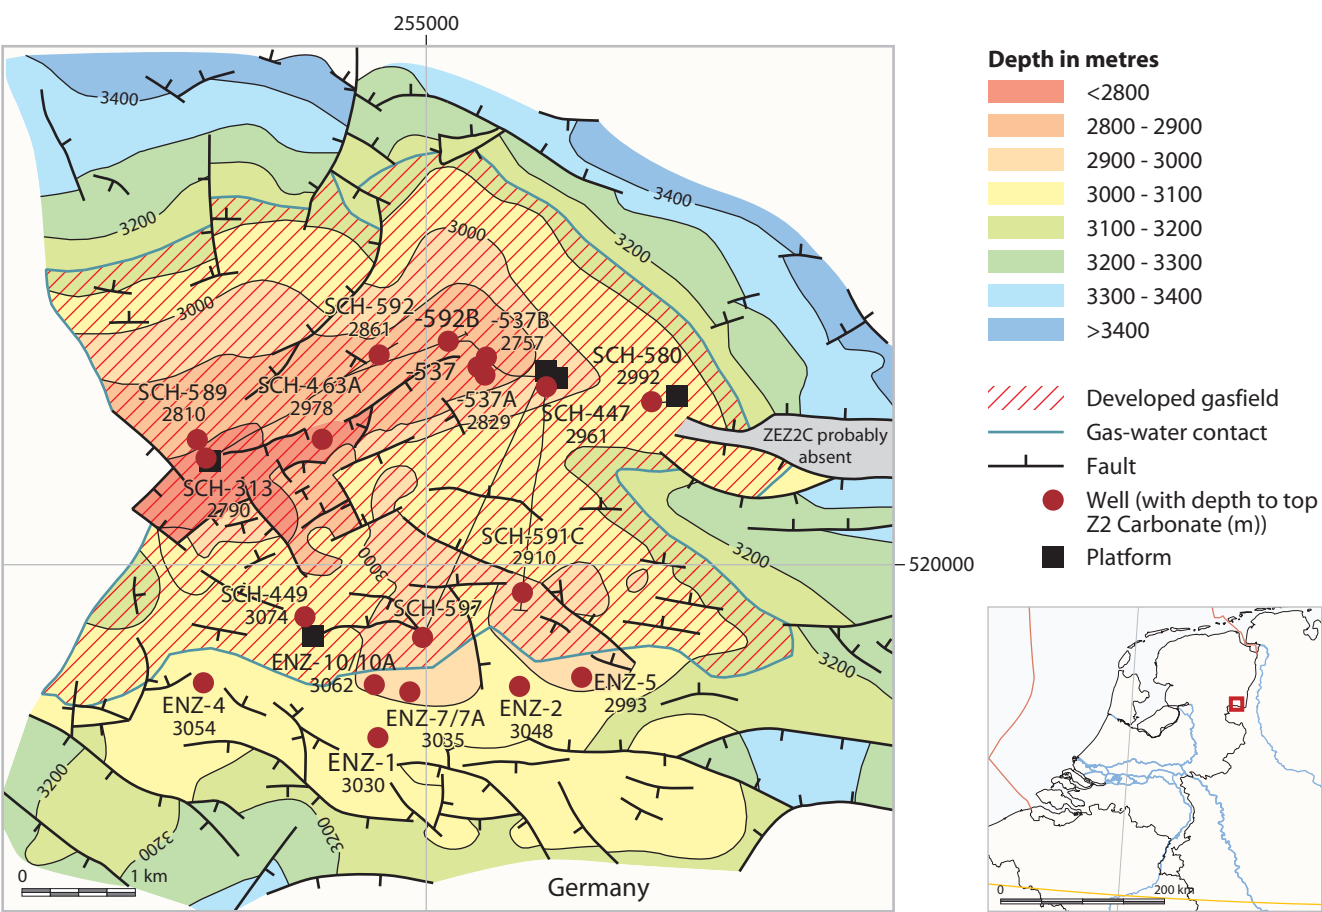 255000
3400
3400
3200
3200
3000
3000
SCH-592
2861
-592B
-537B
2757
-537
SCH-580
2992
SCH-589
2810
SCH-463A
2978
-537A
2829
SCH-447
2961
ZEZ2C probably
absent
SCH-313
2790
SCH-591C
2910
3000
3200
520000
SCH-449
3074
SCH-597
ENZ-10/10A
3062
3200
ENZ-5
2993
ENZ-4
3054
ENZ-7/7A
3035
ENZ-2
3048
ENZ-1
3030
3200
3200
3200
0 1 km
Germany
Depth in metres
<2800
2800 - 2900
2900 - 3000
3000 - 3100
3100 - 3200
3200 - 3300
3300 - 3400
>3400
Developed gasfield
Gas-water contact
Fault
Well (with depth to top
Z2 Carbonate (m))
Platform
0 200 km